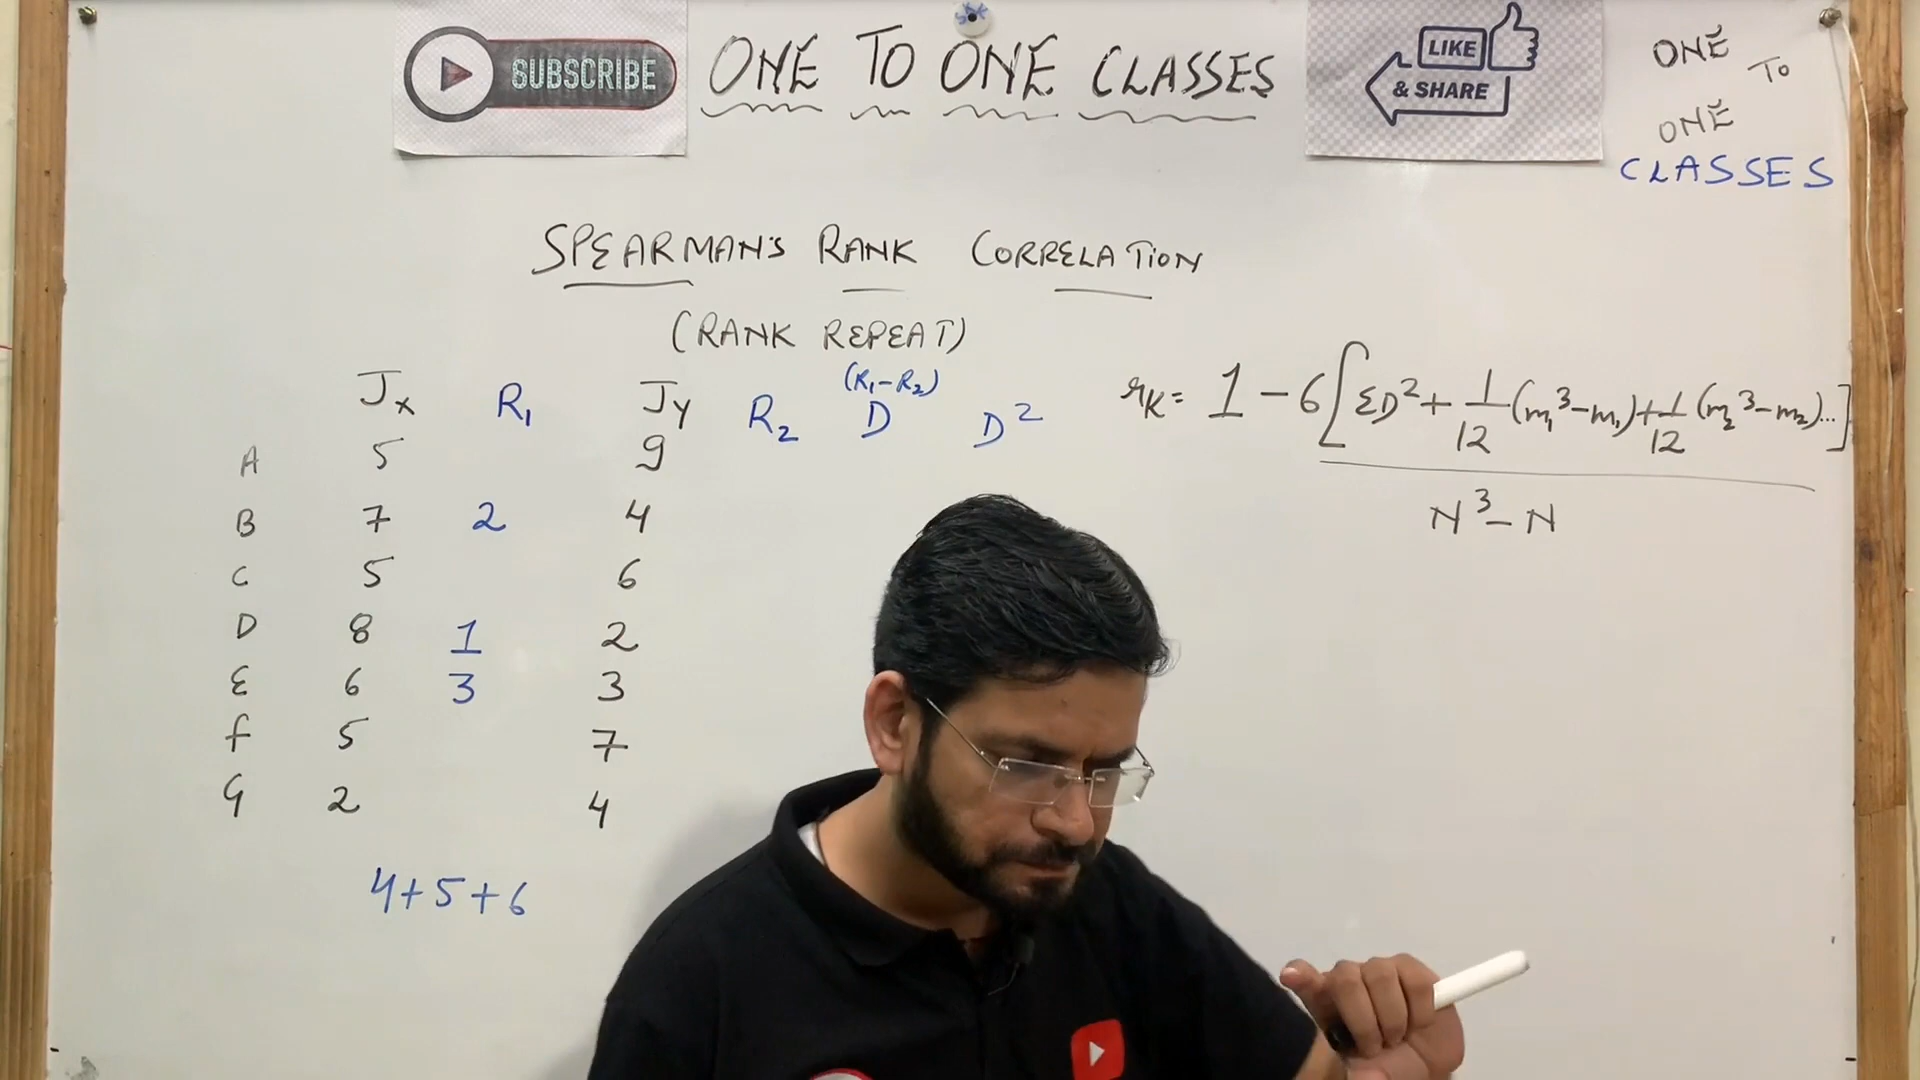 SUBSCRIBE
ONE TO ONE CLASSES
LIKE
& SHARE
ONE
TO
ONE
CLASSES
SPEARMAN'S RANK CORRELATION
(RANK REPEAT)
Jx R₁ Jy R₂ (R₁-R₂) D D²
A 5 9
B 7 2 4
C 5 6
D 8 1 2
E 6 3 3
F 5 7
G 2 4
4+5+6
rk = 1 - 6[ΣD² + 1/12 (m₁³-m₁) + 1/12 (m₂³-m₂)...]
N³-N